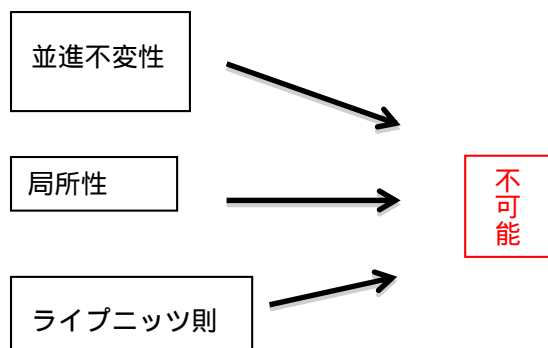 並進不変性
局所性
不可能
ライプニッツ則